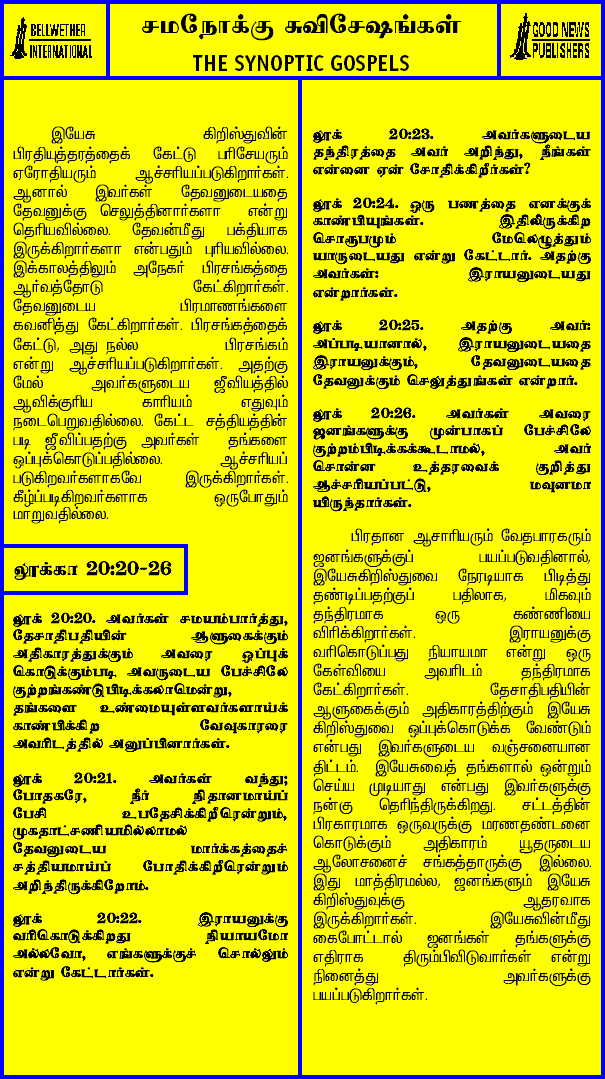 BELLWETHER
INTERNATIONAL
சமநோக்கு சுவிசேஷங்கள்
THE SYNOPTIC GOSPELS
GOOD NEWS
PUBLISHERS
இயேசு கிறிஸ்துவின்
பிரதியுத்தரத்தைக் கேட்டு பரிசேயரும்
ஏரோதியரும் ஆச்சரியப்படுகிறார்கள்.
ஆனால் இவர்கள் தேவனுடையதை
தேவனுக்கு செலுத்தினார்களா என்று
தெரியவில்லை. தேவன்மீது பக்தியாக
இருக்கிறார்களா என்பதும் புரியவில்லை.
இக்காலத்திலும் அநேகர் பிரசங்கத்தை
ஆர்வத்தோடு கேட்கிறார்கள்.
தேவனுடைய பிரமாணங்களை
கவனித்து கேட்கிறார்கள். பிரசங்கத்தைக்
கேட்டு, அது நல்ல பிரசங்கம்
என்று ஆச்சரியப்படுகிறார்கள். அதற்கு
மேல் அவர்களுடைய ஜீவியத்தில்
ஆவிக்குரிய காரியம் எதுவும்
நடைபெறுவதில்லை. கேட்ட சத்தியத்தின்
படி ஜீவிப்பதற்கு அவர்கள் தங்களை
ஒப்புக்கொடுப்பதில்லை. ஆச்சரியப்
படுகிறவர்களாகவே இருக்கிறார்கள்.
கீழ்ப்படிகிறவர்களாக ஒருபோதும்
மாறுவதில்லை.
லூக்கா 20:20-26
லூக் 20:20. அவர்கள் சமயம்பார்த்து,
தேசாதிபதியின் ஆளுகைக்கும்
அதிகாரத்துக்கும் அவரை ஒப்புக்
கொடுக்கும்படி அவருடைய பேச்சிலே
குற்றங்கண்டுபிடிக்கலாமென்று,
தங்களை உண்மையுள்ளவர்களாய்க்
காண்பிக்கிற வேவுகாரரை
அவரிடத்தில் அனுப்பினார்கள்.
லூக் 20:21. அவர்கள் வந்து;
போதகரே, நீர் நிதானமாய்ப்
பேசி உபதேசிக்கிறீரென்றும்,
முகதாட்சணியமில்லாமல்
தேவனுடைய மார்க்கத்தைச்
சத்தியமாய்ப் போதிக்கிறீரென்றும்
அறிந்திருக்கிறோம்.
லூக் 20:22. இராயனுக்கு
வரிகொடுக்கிறது நியாயமோ
அல்லவோ, எங்களுக்குச் சொல்லும்
என்று கேட்டார்கள்.
லூக் 20:23. அவர்களுடைய
தந்திரத்தை அவர் அறிந்து, நீங்கள்
என்னை ஏன் சோதிக்கிறீர்கள்?
லூக் 20:24. ஒரு பணத்தை எனக்குக்
காண்பியுங்கள். இதிலிருக்கிற
சொரூபமும் மேலெழுத்தும்
யாருடையது என்று கேட்டார். அதற்கு
அவர்கள்: இராயனுடையது
என்றார்கள்.
லூக் 20:25. அதற்கு அவர்:
அப்படியானால், இராயனுடையதை
இராயனுக்கும், தேவனுடையதை
தேவனுக்கும் செலுத்துங்கள் என்றார்.
லூக் 20:26. அவர்கள் அவரை
ஜனங்களுக்கு முன்பாகப் பேச்சிலே
குற்றம்பிடிக்கக்கூடாமல், அவர்
சொன்ன உத்தரவைக் குறித்து
ஆச்சரியப்பட்டு, மவுனமா
யிருந்தார்கள்.
பிரதான ஆசாரியரும் வேதபாரகரும்
ஜனங்களுக்குப் பயப்படுவதினால்,
இயேசுகிறிஸ்துவை நேரடியாக பிடித்து
தண்டிப்பதற்குப் பதிலாக, மிகவும்
தந்திரமாக ஒரு கண்ணியை
விரிக்கிறார்கள். இராயனுக்கு
வரிகொடுப்பது நியாயமா என்று ஒரு
கேள்வியை அவரிடம் தந்திரமாக
கேட்கிறார்கள். தேசாதிபதியின்
ஆளுகைக்கும் அதிகாரத்திற்கும் இயேசு
கிறிஸ்துவை ஒப்புக்கொடுக்க வேண்டும்
என்பது இவர்களுடைய வஞ்சனையான
திட்டம். இயேசுவைத் தங்களால் ஒன்றும்
செய்ய முடியாது என்பது இவர்களுக்கு
நன்கு தெரிந்திருக்கிறது. சட்டத்தின்
பிரகாரமாக ஒருவருக்கு மரணதண்டனை
கொடுக்கும் அதிகாரம் யூதருடைய
ஆலோசனைச் சங்கத்தாருக்கு இல்லை.
இது மாத்திரமல்ல, ஜனங்களும் இயேசு
கிறிஸ்துவுக்கு ஆதரவாக
இருக்கிறார்கள். இயேசுவின்மீது
கைபோட்டால் ஜனங்கள் தங்களுக்கு
எதிராக திரும்பிவிடுவார்கள் என்று
நினைத்து அவர்களுக்கு
பயப்படுகிறார்கள்.